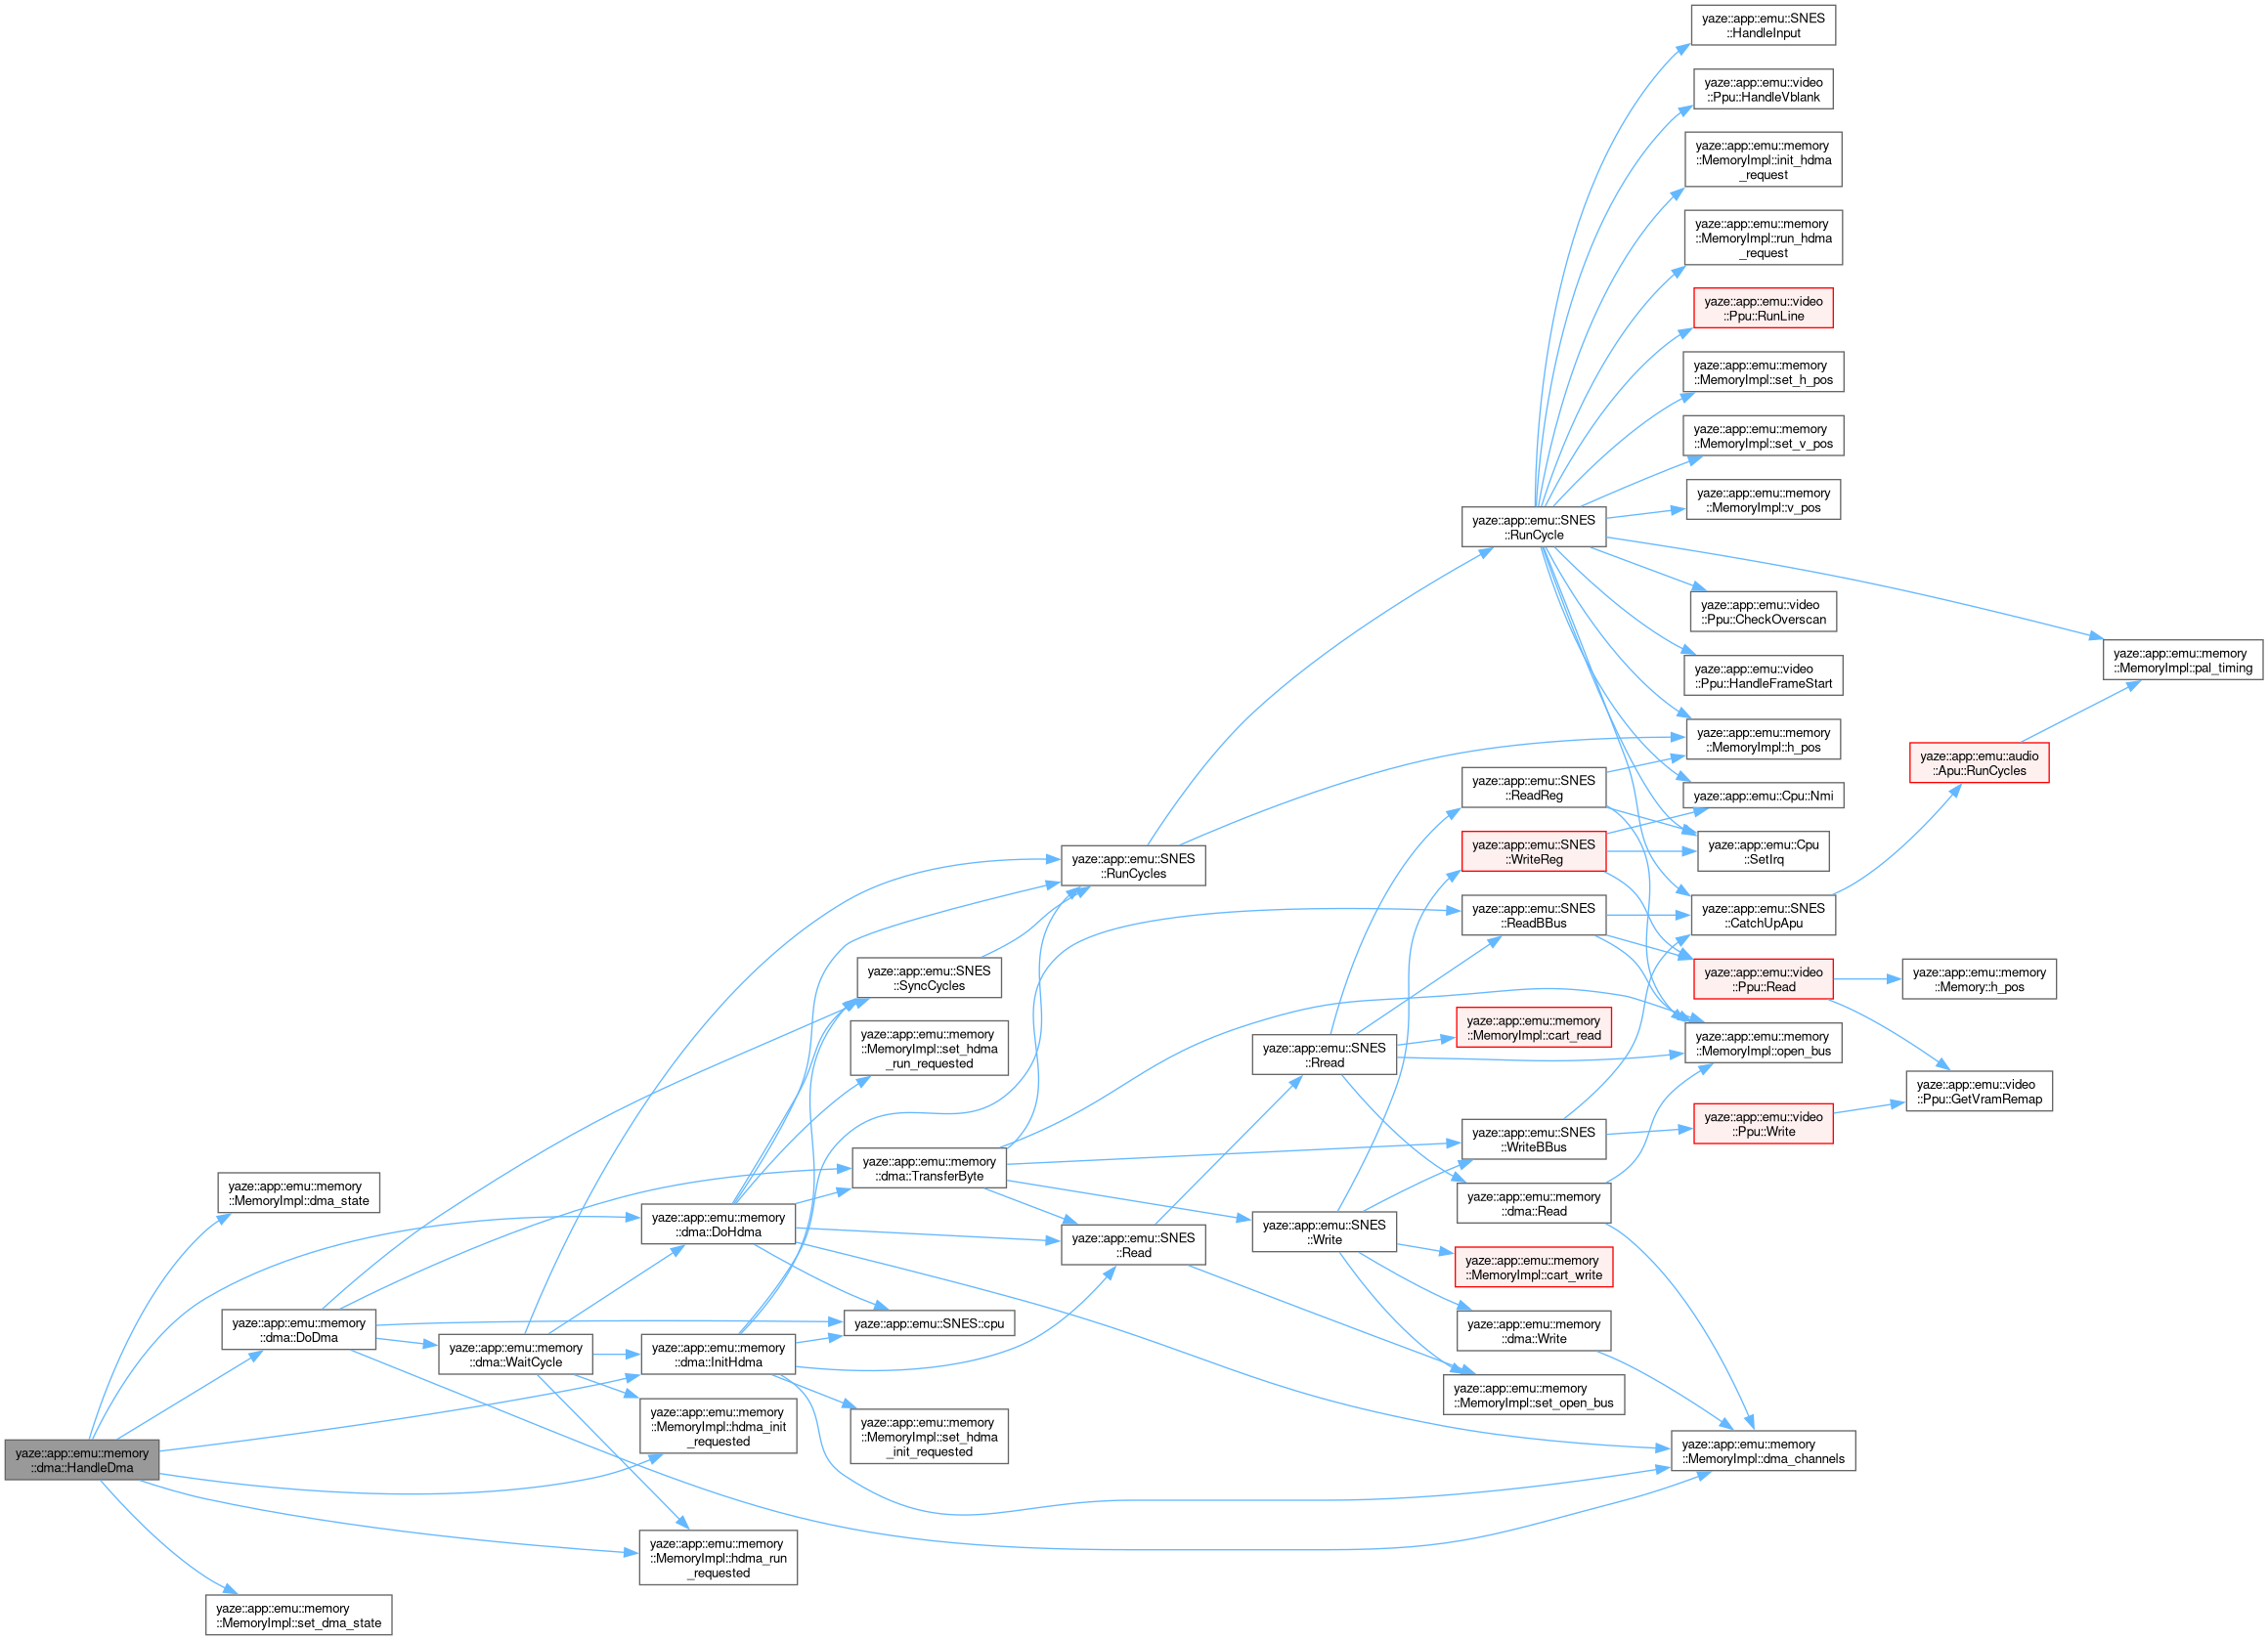 yaze::app::emu::SNES
::HandleInput
yaze::app::emu::video
::Ppu::HandleVblank
yaze::app::emu::memory
::MemoryImpl::init_hdma
_request
yaze::app::emu::memory
::MemoryImpl::run_hdma
_request
yaze::app::emu::video
::Ppu::RunLine
yaze::app::emu::memory
::MemoryImpl::set_h_pos
yaze::app::emu::memory
::MemoryImpl::set_v_pos
yaze::app::emu::memory
::MemoryImpl::v_pos
yaze::app::emu::SNES
::RunCycle
yaze::app::emu::video
::Ppu::CheckOverscan
yaze::app::emu::memory
::MemoryImpl::pal_timing
yaze::app::emu::video
::Ppu::HandleFrameStart
yaze::app::emu::memory
::MemoryImpl::h_pos
yaze::app::emu::audio
::Apu::RunCycles
yaze::app::emu::SNES
::ReadReg
yaze::app::emu::Cpu::Nmi
yaze::app::emu::SNES
::WriteReg
yaze::app::emu::Cpu
::SetIrq
yaze::app::emu::SNES
::RunCycles
yaze::app::emu::SNES
::ReadBBus
yaze::app::emu::SNES
::CatchUpApu
yaze::app::emu::SNES
::SyncCycles
yaze::app::emu::video
::Ppu::Read
yaze::app::emu::memory
::Memory::h_pos
yaze::app::emu::memory
::MemoryImpl::set_hdma
_run_requested
yaze::app::emu::memory
::MemoryImpl::cart_read
yaze::app::emu::SNES
::Rread
yaze::app::emu::memory
::MemoryImpl::open_bus
yaze::app::emu::video
::Ppu::GetVramRemap
yaze::app::emu::SNES
::WriteBBus
yaze::app::emu::video
::Ppu::Write
yaze::app::emu::memory
::dma::TransferByte
yaze::app::emu::memory
::MemoryImpl::dma_state
yaze::app::emu::memory
::dma::Read
yaze::app::emu::memory
::dma::DoHdma
yaze::app::emu::SNES
::Write
yaze::app::emu::SNES
::Read
yaze::app::emu::memory
::MemoryImpl::cart_write
yaze::app::emu::memory
::dma::DoDma
yaze::app::emu::SNES::cpu
yaze::app::emu::memory
::dma::Write
yaze::app::emu::memory
::dma::WaitCycle
yaze::app::emu::memory
::dma::InitHdma
yaze::app::emu::memory
::MemoryImpl::set_open_bus
yaze::app::emu::memory
::MemoryImpl::hdma_init
_requested
yaze::app::emu::memory
::MemoryImpl::set_hdma
_init_requested
yaze::app::emu::memory
::MemoryImpl::dma_channels
yaze::app::emu::memory
::dma::HandleDma
yaze::app::emu::memory
::MemoryImpl::hdma_run
_requested
yaze::app::emu::memory
::MemoryImpl::set_dma_state